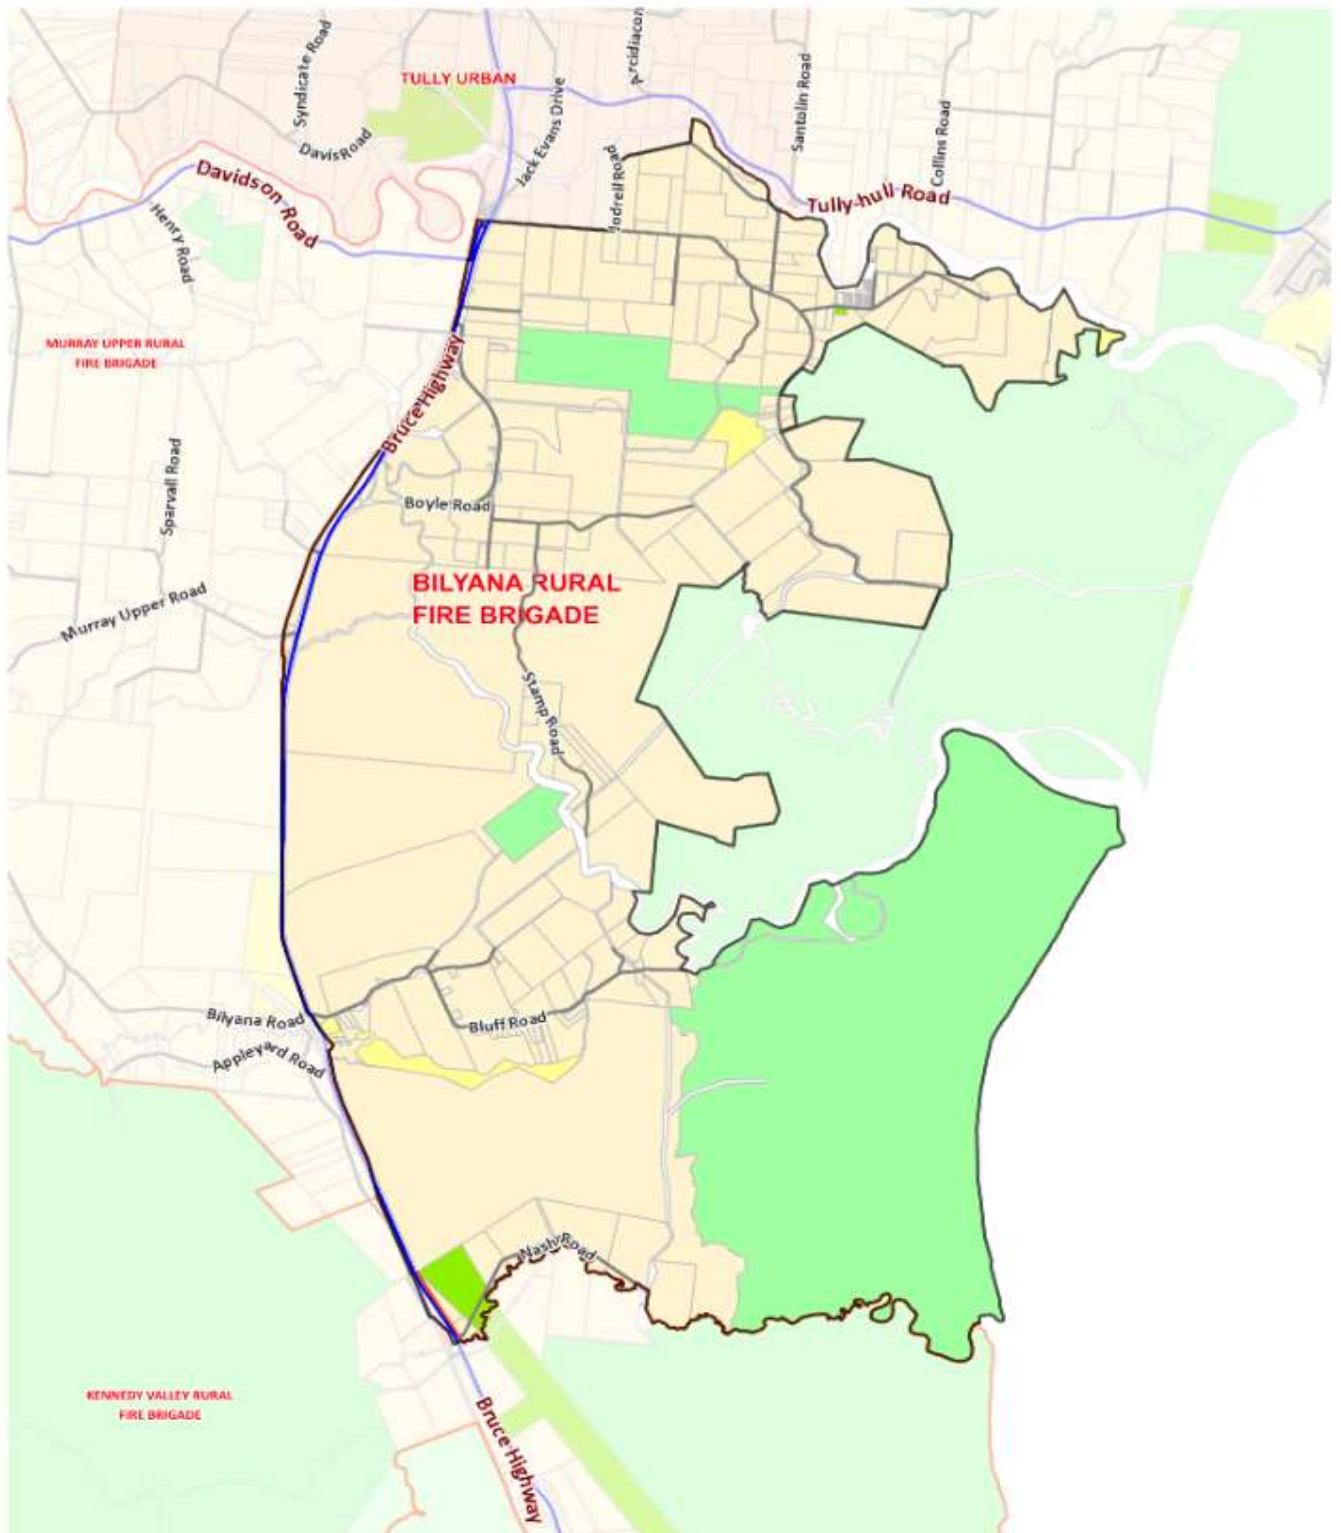 Syndicate Road
TULLY URBAN
Jack Evans Drive
Santolin Road
Collins Road
Davis Road
Davidson Road
Jodrell Road
Tully-hull Road
Henry Road
MURRAY UPPER RURAL
FIRE BRIGADE
Bruce Highway
Sparvall Road
Boyle Road
BILYANA RURAL
FIRE BRIGADE
Murray Upper Road
Stamp Road
Bilyana Road
Bluff Road
Appleyard Road
Nash Road
KENNEDY VALLEY RURAL
FIRE BRIGADE
Bruce Highway